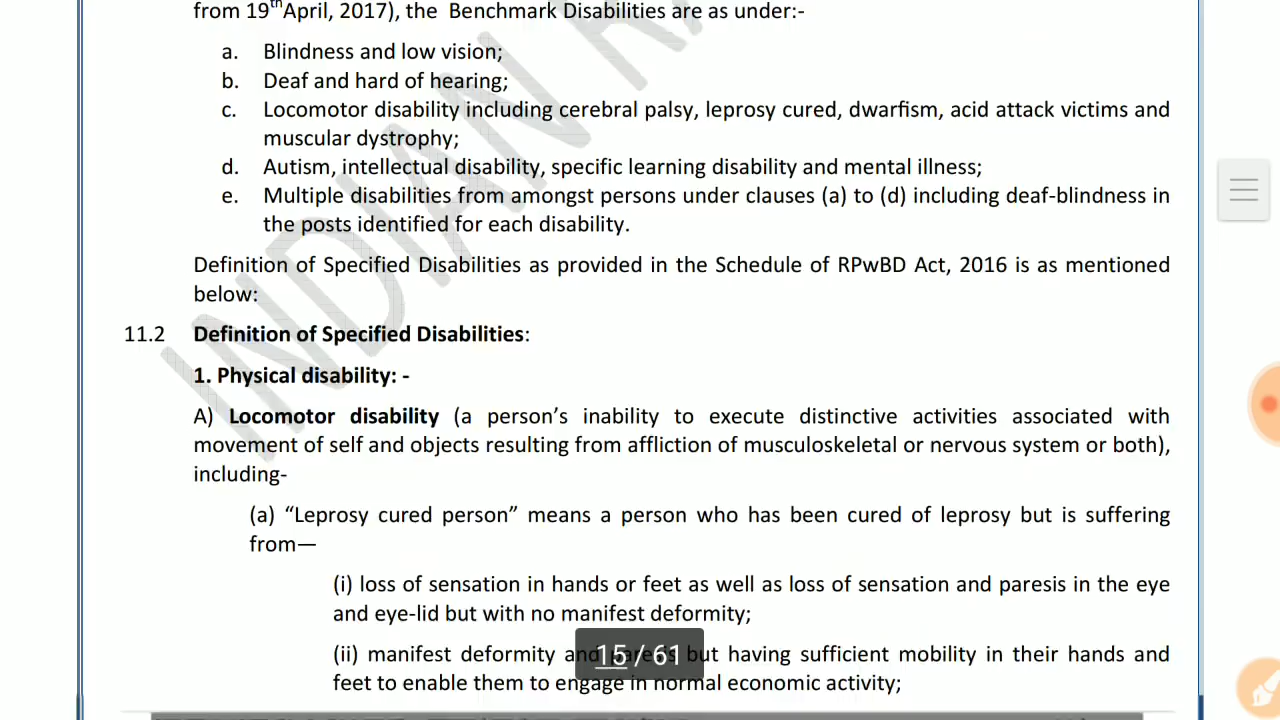 from 19th April, 2017), the Benchmark Disabilities are as under:-
a. Blindness and low vision;
b. Deaf and hard of hearing;
c. Locomotor disability including cerebral palsy, leprosy cured, dwarfism, acid attack victims and
muscular dystrophy;
d. Autism, intellectual disability, specific learning disability and mental illness;
e. Multiple disabilities from amongst persons under clauses (a) to (d) including deaf-blindness in
the posts identified for each disability.
Definition of Specified Disabilities as provided in the Schedule of RPwBD Act, 2016 is as mentioned
below:
11.2 Definition of Specified Disabilities:
1. Physical disability: -
A) Locomotor disability (a person's inability to execute distinctive activities associated with
movement of self and objects resulting from affliction of musculoskeletal or nervous system or both),
including-
(a) “Leprosy cured person” means a person who has been cured of leprosy but is suffering
from—
(i) loss of sensation in hands or feet as well as loss of sensation and paresis in the eye
and eye-lid but with no manifest deformity;
(ii) manifest deformity and paresis but having sufficient mobility in their hands and
feet to enable them to engage in normal economic activity;
15 / 61
INDIAN